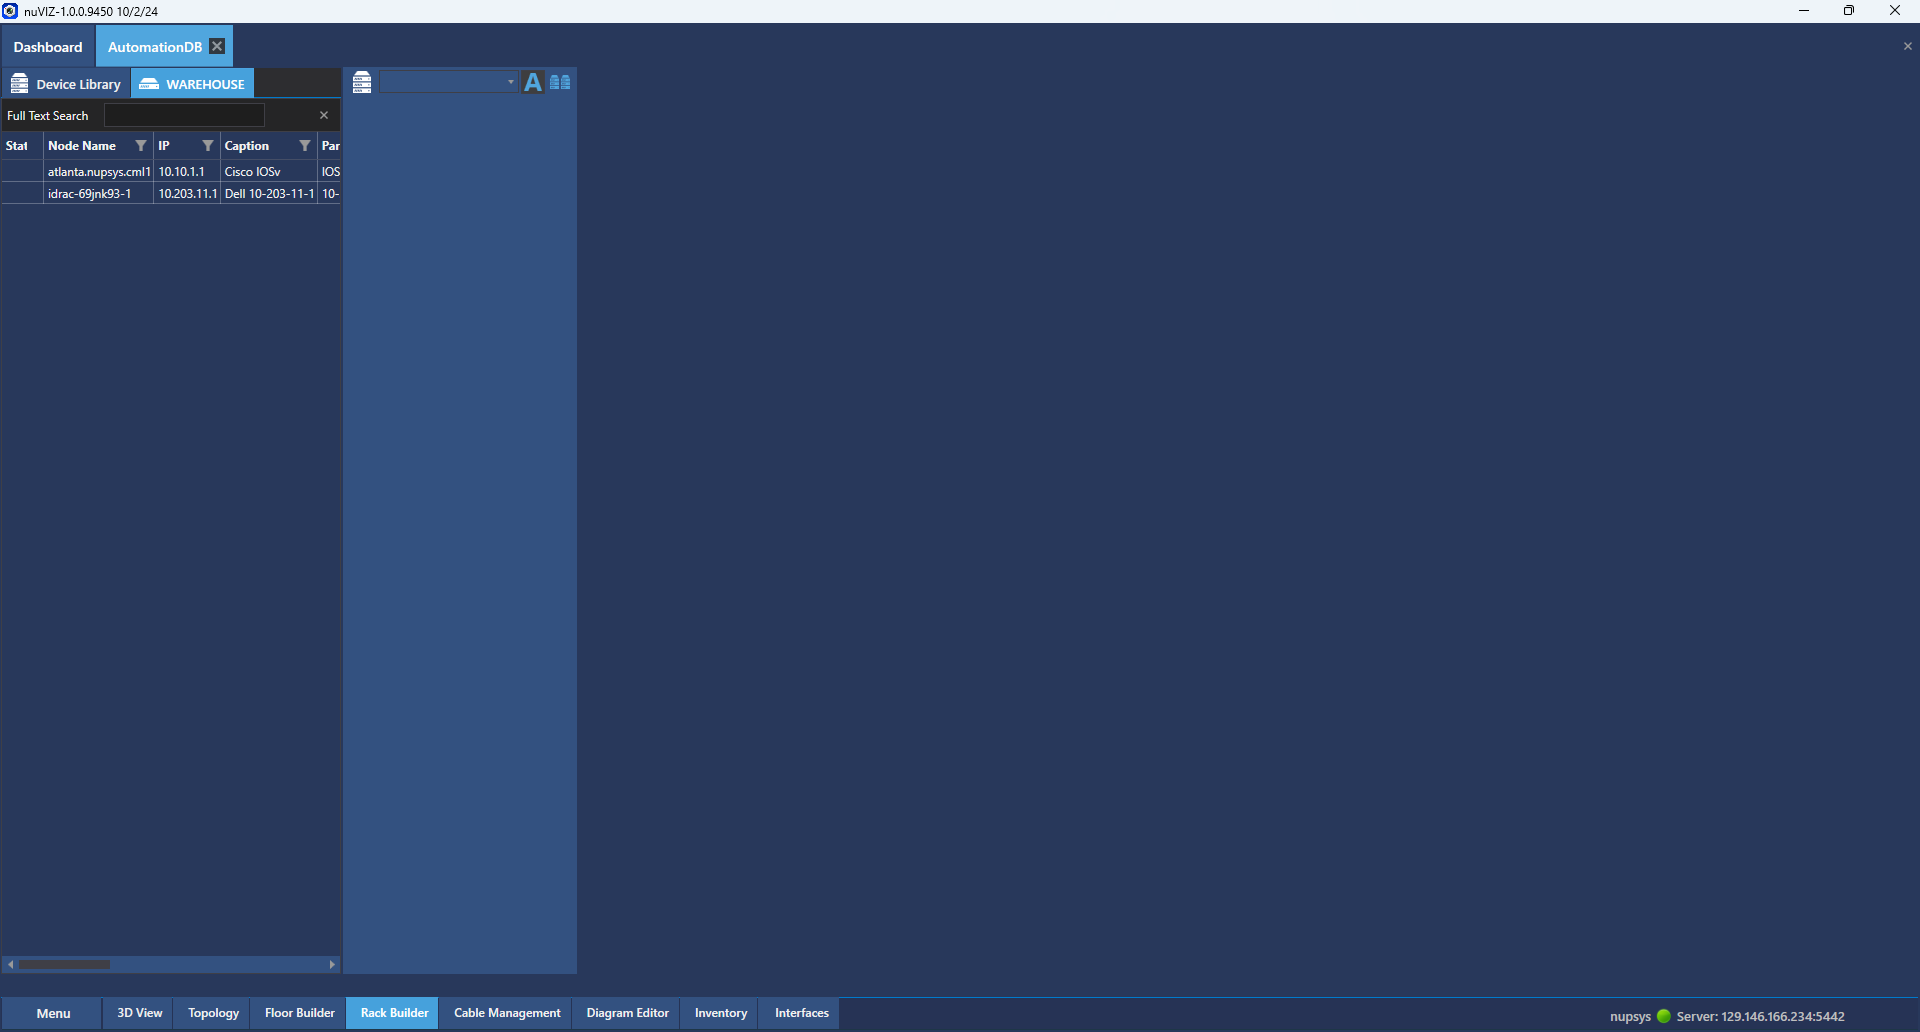 nuVIZ-1.0.0.9450 10/2/24
Dashboard AutomationDB
Device Library WAREHOUSE A
Full Text Search
Stat Node Name IP Caption Par
atlanta.nupsys.cml1 10.10.1.1 Cisco IOSv IOS
idrac-69jnk93-1 10.203.11.1 Dell 10-203-11-1 10-
Menu 3D View Topology Floor Builder Rack Builder Cable Management Diagram Editor Inventory Interfaces
nupsys Server: 129.146.166.234:5442